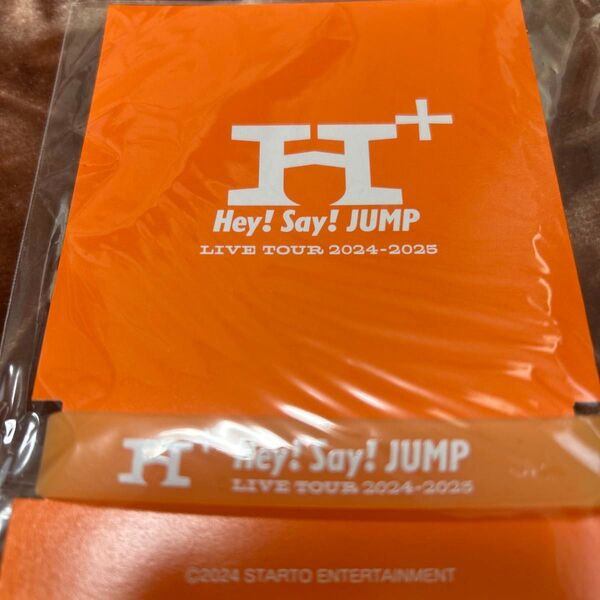 H+
Hey! Say! JUMP
LIVE TOUR 2024-2025
H+ Hey! Say! JUMP
LIVE TOUR 2024-2025
©2024 STARTO ENTERTAINMENT